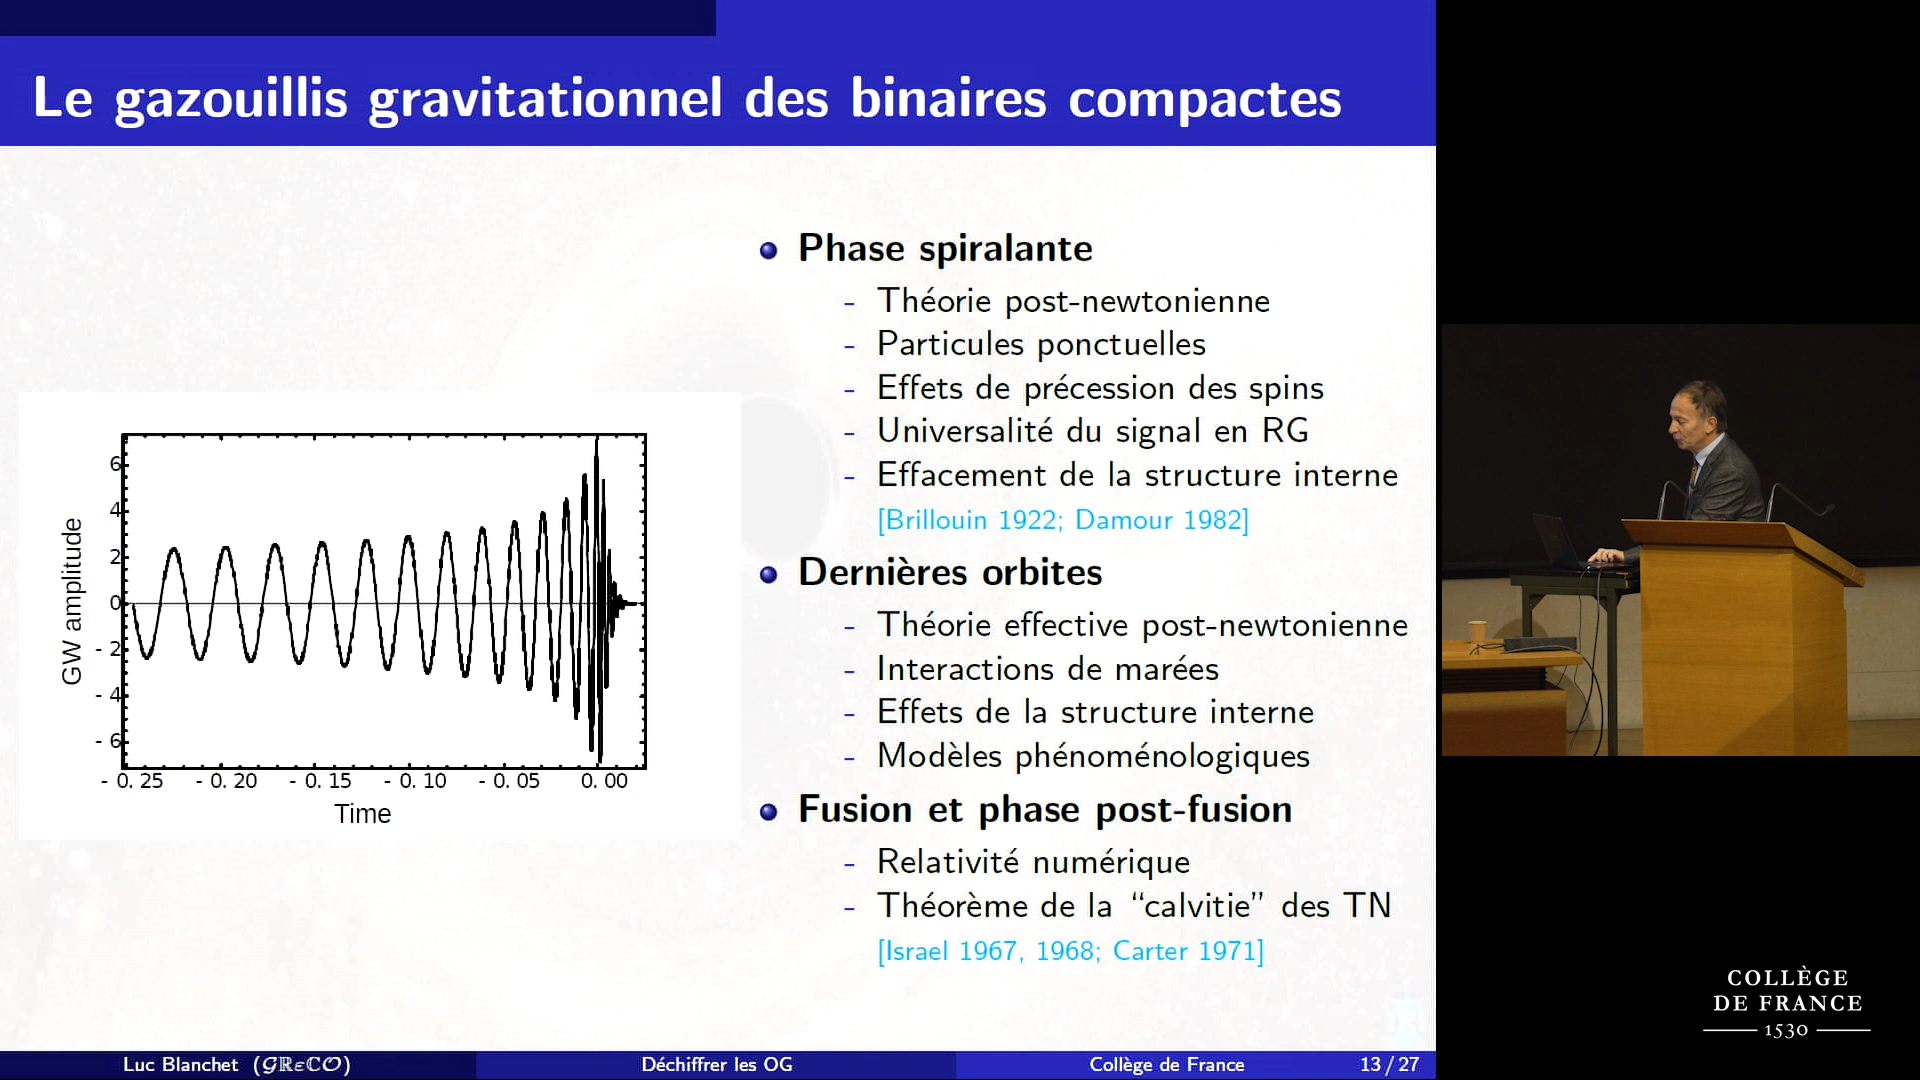 Le gazouillis gravitationnel des binaires compactes
GW amplitude
6
4
2
0
- 2
- 4
- 6
- 0.25 - 0.20 - 0.15 - 0.10 - 0.05 0.00
Time
Phase spiralante
- Théorie post-newtonienne
- Particules ponctuelles
- Effets de précession des spins
- Universalité du signal en RG
- Effacement de la structure interne
[Brillouin 1922; Damour 1982]
Dernières orbites
- Théorie effective post-newtonienne
- Interactions de marées
- Effets de la structure interne
- Modèles phénoménologiques
Fusion et phase post-fusion
- Relativité numérique
- Théorème de la “calvitie” des TN
[Israel 1967, 1968; Carter 1971]
Luc Blanchet (𝒢ℝεℂ𝒪) Déchiffrer les OG Collège de France 13 / 27
COLLÈGE
DE FRANCE
1530